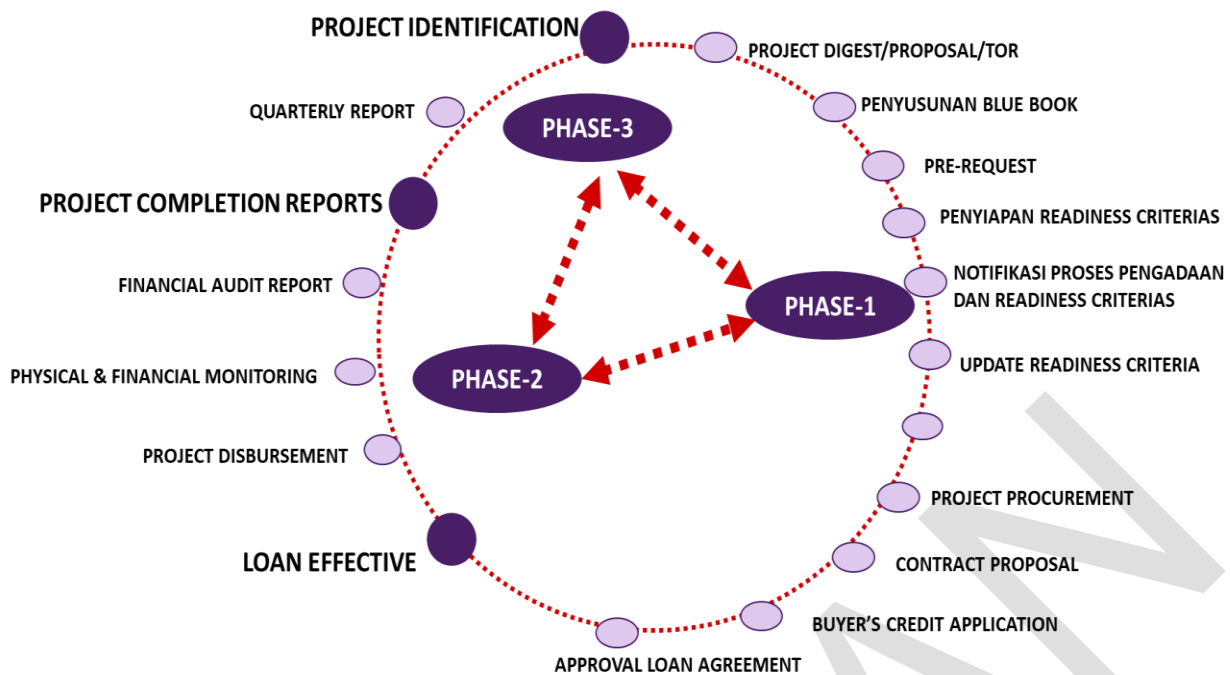 PROJECT IDENTIFICATION
PROJECT DIGEST/PROPOSAL/TOR
QUARTERLY REPORT
PENYUSUNAN BLUE BOOK
PHASE-3
PRE-REQUEST
PROJECT COMPLETION REPORTS
PENYIAPAN READINESS CRITERIAS
NOTIFIKASI PROSES PENGADAAN
DAN READINESS CRITERIAS
FINANCIAL AUDIT REPORT
PHASE-1
UPDATE READINESS CRITERIA
PHYSICAL & FINANCIAL MONITORING
PHASE-2
PROJECT DISBURSEMENT
PROJECT PROCUREMENT
LOAN EFFECTIVE
CONTRACT PROPOSAL
BUYER'S CREDIT APPLICATION
APPROVAL LOAN AGREEMENT